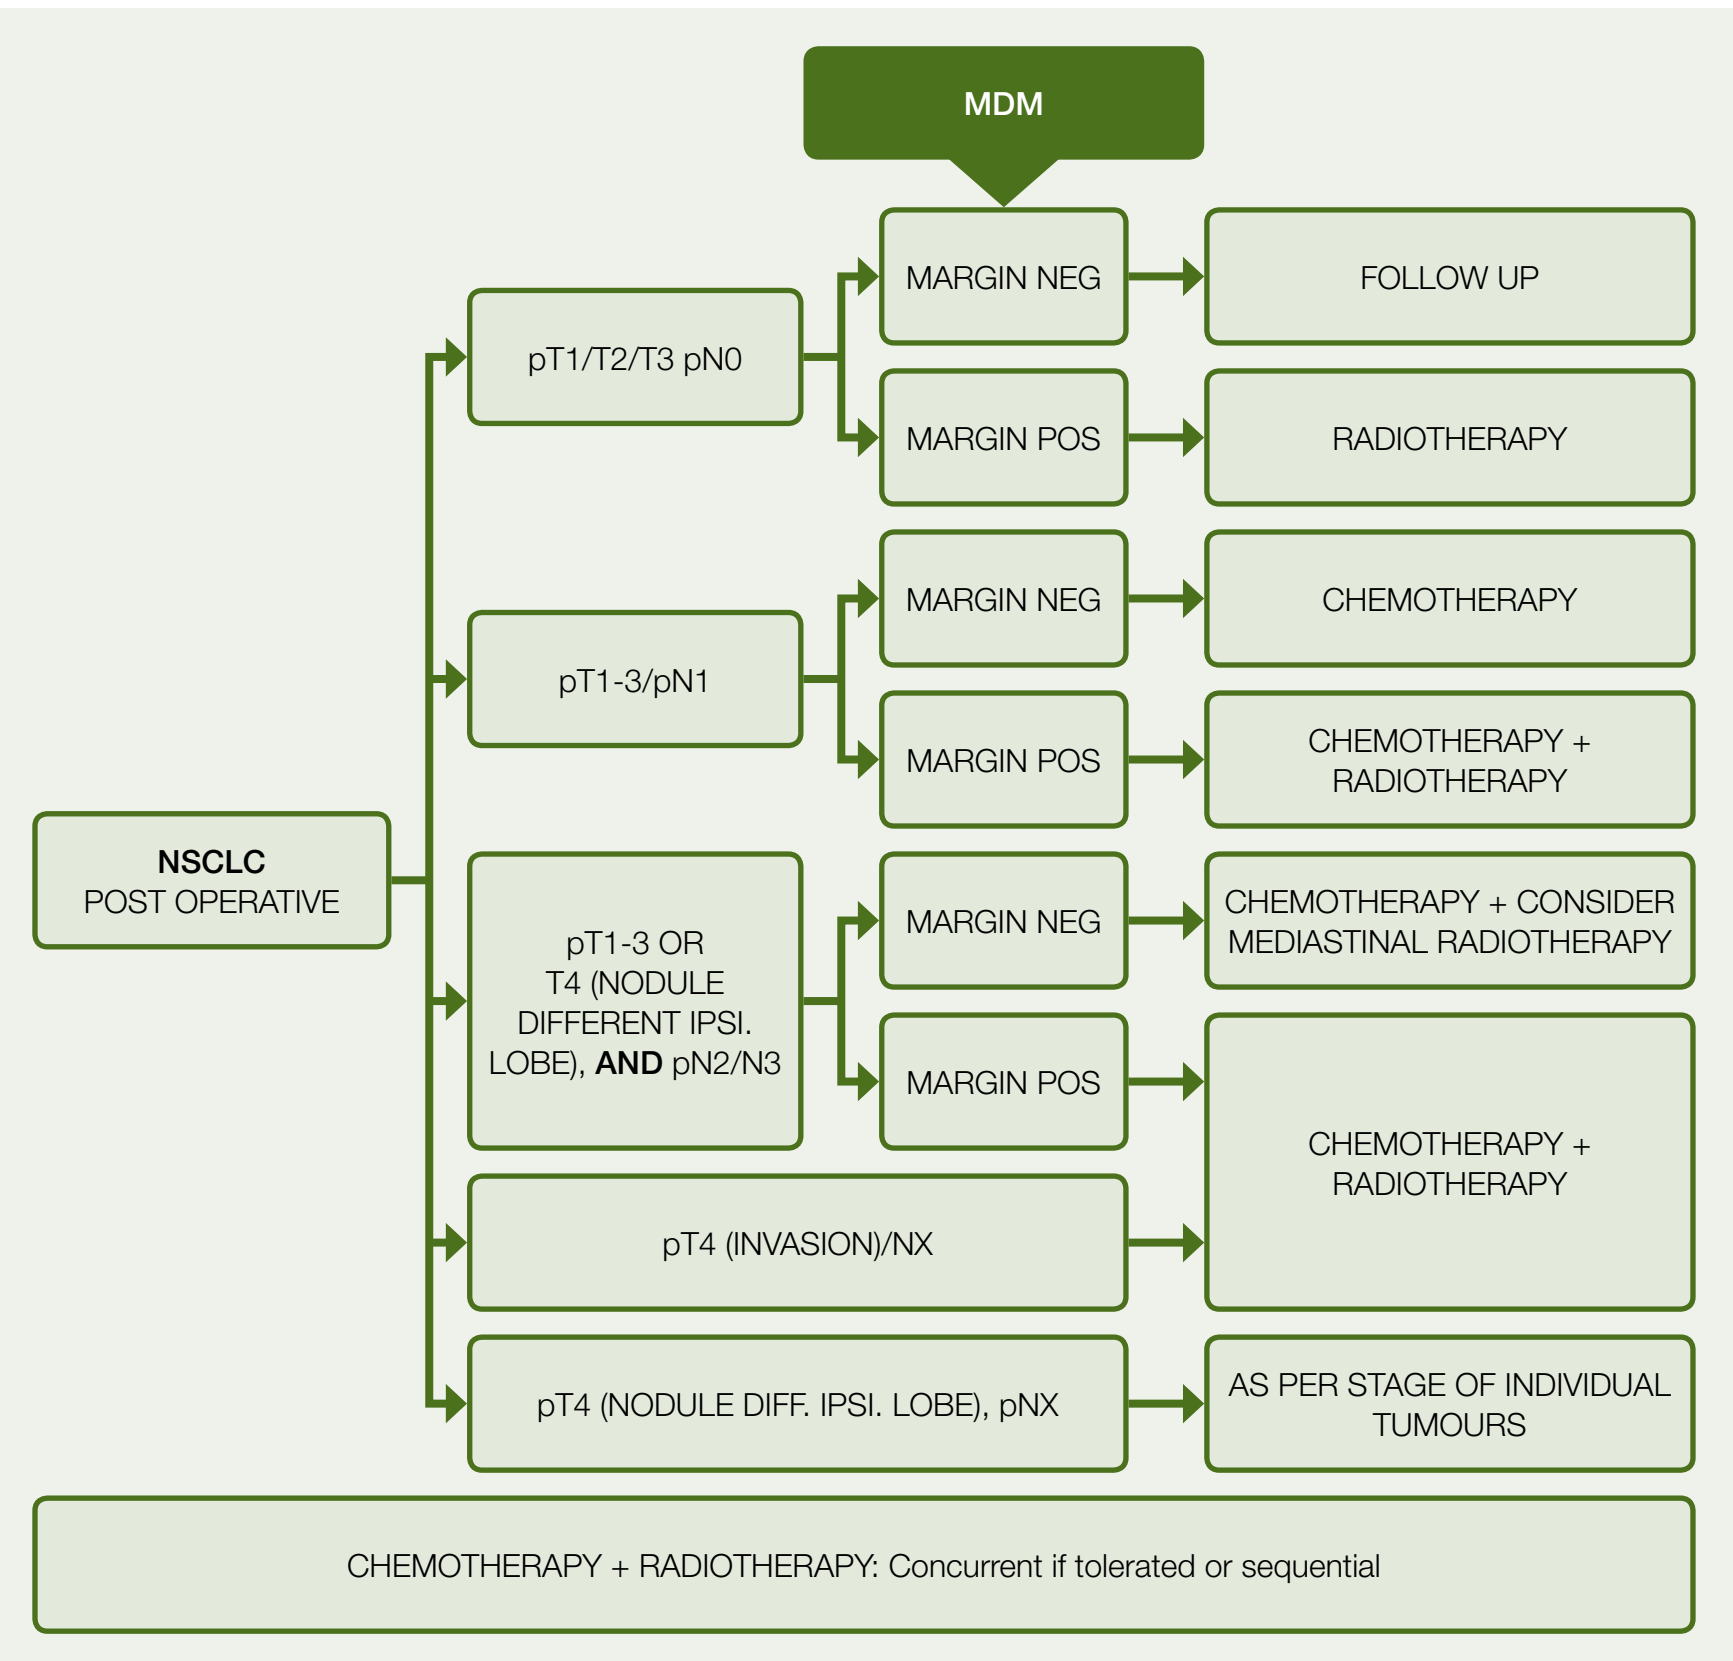 MDM
MARGIN NEG
FOLLOW UP
pT1/T2/T3 pN0
MARGIN POS
RADIOTHERAPY
MARGIN NEG
CHEMOTHERAPY
pT1-3/pN1
MARGIN POS
CHEMOTHERAPY +
RADIOTHERAPY
NSCLC
POST OPERATIVE
pT1-3 OR
T4 (NODULE
DIFFERENT IPSI.
LOBE), AND pN2/N3
MARGIN NEG
CHEMOTHERAPY + CONSIDER
MEDIASTINAL RADIOTHERAPY
MARGIN POS
CHEMOTHERAPY +
RADIOTHERAPY
pT4 (INVASION)/NX
pT4 (NODULE DIFF. IPSI. LOBE), pNX
AS PER STAGE OF INDIVIDUAL
TUMOURS
CHEMOTHERAPY + RADIOTHERAPY: Concurrent if tolerated or sequential